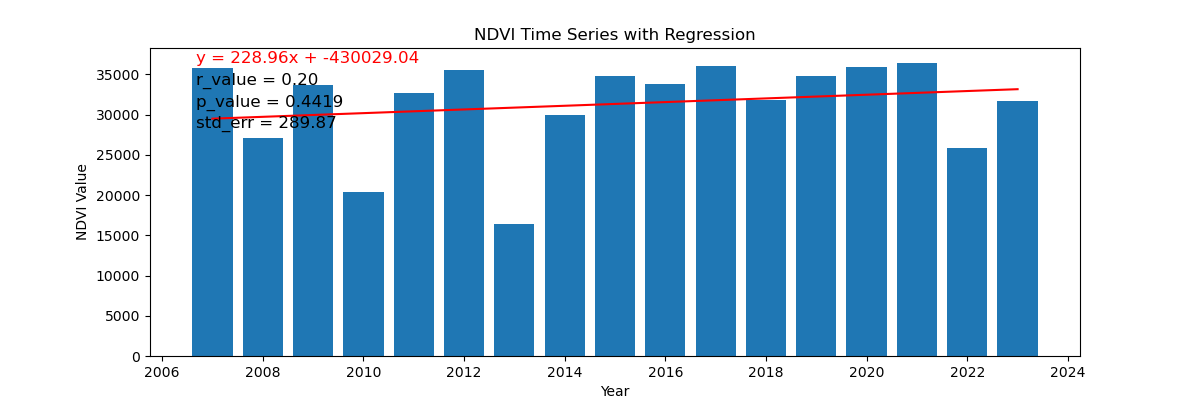 NDVI Time Series with Regression
y = 228.96x + -430029.04
r_value = 0.20
p_value = 0.4419
std_err = 289.87
35000
30000
25000
20000
15000
10000
5000
0
NDVI Value
2006 2008 2010 2012 2014 2016 2018 2020 2022 2024
Year